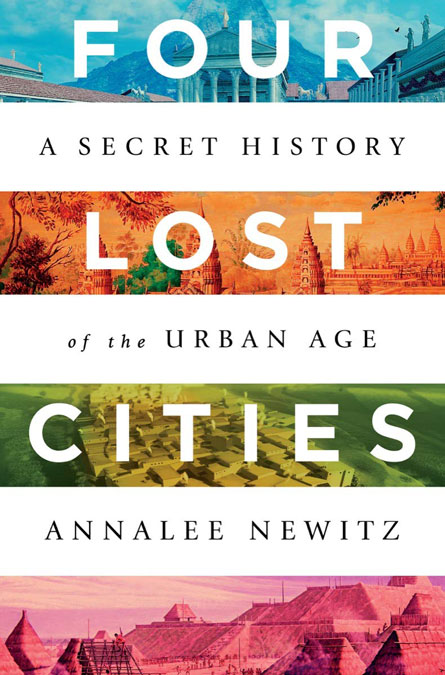 FOUR
A SECRET HISTORY
LOST
of the URBAN AGE
CITIES
ANNALEE NEWITZ